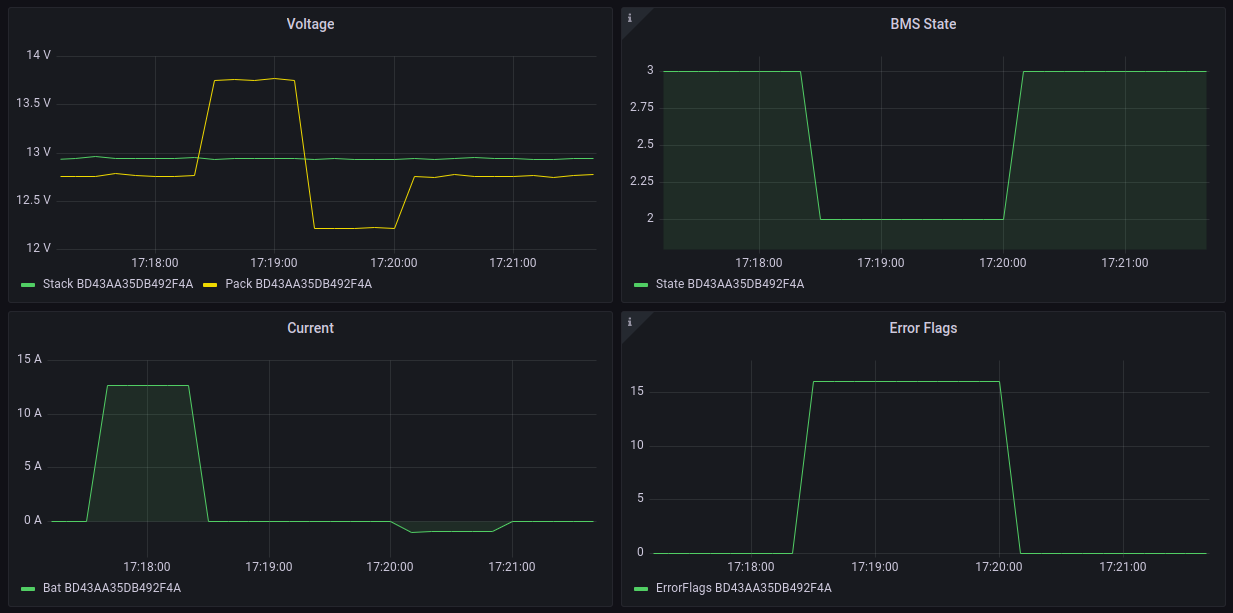 Voltage
14 V
13.5 V
13 V
12.5 V
12 V
17:18:00 17:19:00 17:20:00 17:21:00
Stack BD43AA35DB492F4A Pack BD43AA35DB492F4A
i
BMS State
3
2.75
2.5
2.25
2
17:18:00 17:19:00 17:20:00 17:21:00
State BD43AA35DB492F4A
Current
15 A
10 A
5 A
0 A
17:18:00 17:19:00 17:20:00 17:21:00
Bat BD43AA35DB492F4A
i
Error Flags
15
10
5
0
17:18:00 17:19:00 17:20:00 17:21:00
ErrorFlags BD43AA35DB492F4A